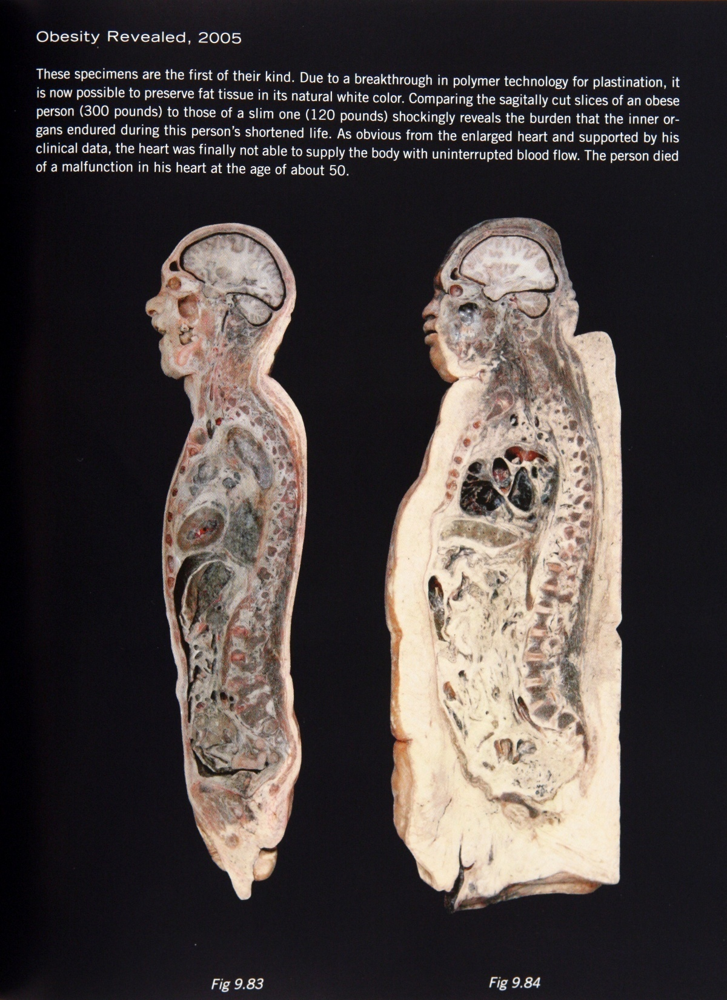 Obesity Revealed, 2005
These specimens are the first of their kind. Due to a breakthrough in polymer technology for plastination, it
is now possible to preserve fat tissue in its natural white color. Comparing the sagitally cut slices of an obese
person (300 pounds) to those of a slim one (120 pounds) shockingly reveals the burden that the inner or-
gans endured during this person's shortened life. As obvious from the enlarged heart and supported by his
clinical data, the heart was finally not able to supply the body with uninterrupted blood flow. The person died
of a malfunction in his heart at the age of about 50.
Fig 9.83
Fig 9.84